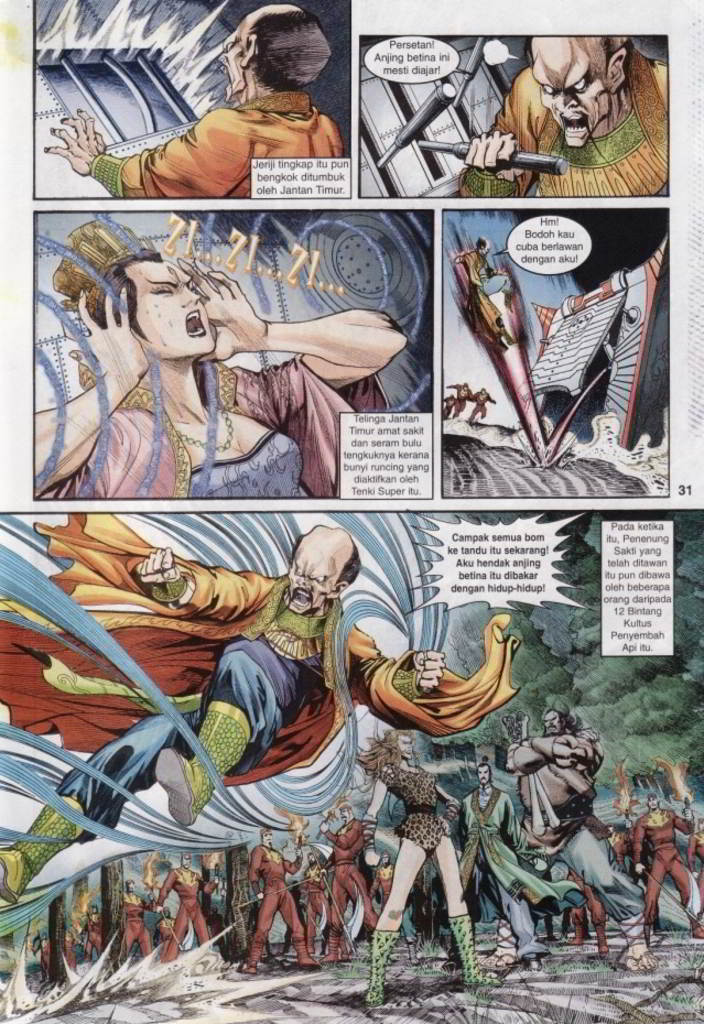 Jeriji tingkap itu pun
bengkok ditumbuk
oleh Jantan Timur.
Persetan!
Anjing betina ini
mesti diajar!
Z1...Z1...Z1...
Telinga Jantan
Timur amat sakit
dan seram bulu
tengkuknya kerana
bunyi runcing yang
diaktifkan oleh
Tenki Super itu.
Hm!
Bodoh kau
cuba berlawan
dengan aku!
31
Campak semua bom
ke tandu itu sekarang!
Aku hendak anjing
betina itu dibakar
dengan hidup-hidup!
Pada ketika
itu, Penenung
Sakti yang
telah ditawan
itu pun dibawa
oleh beberapa
orang daripada
12 Bintang
Kultus
Penyembah
Api itu.